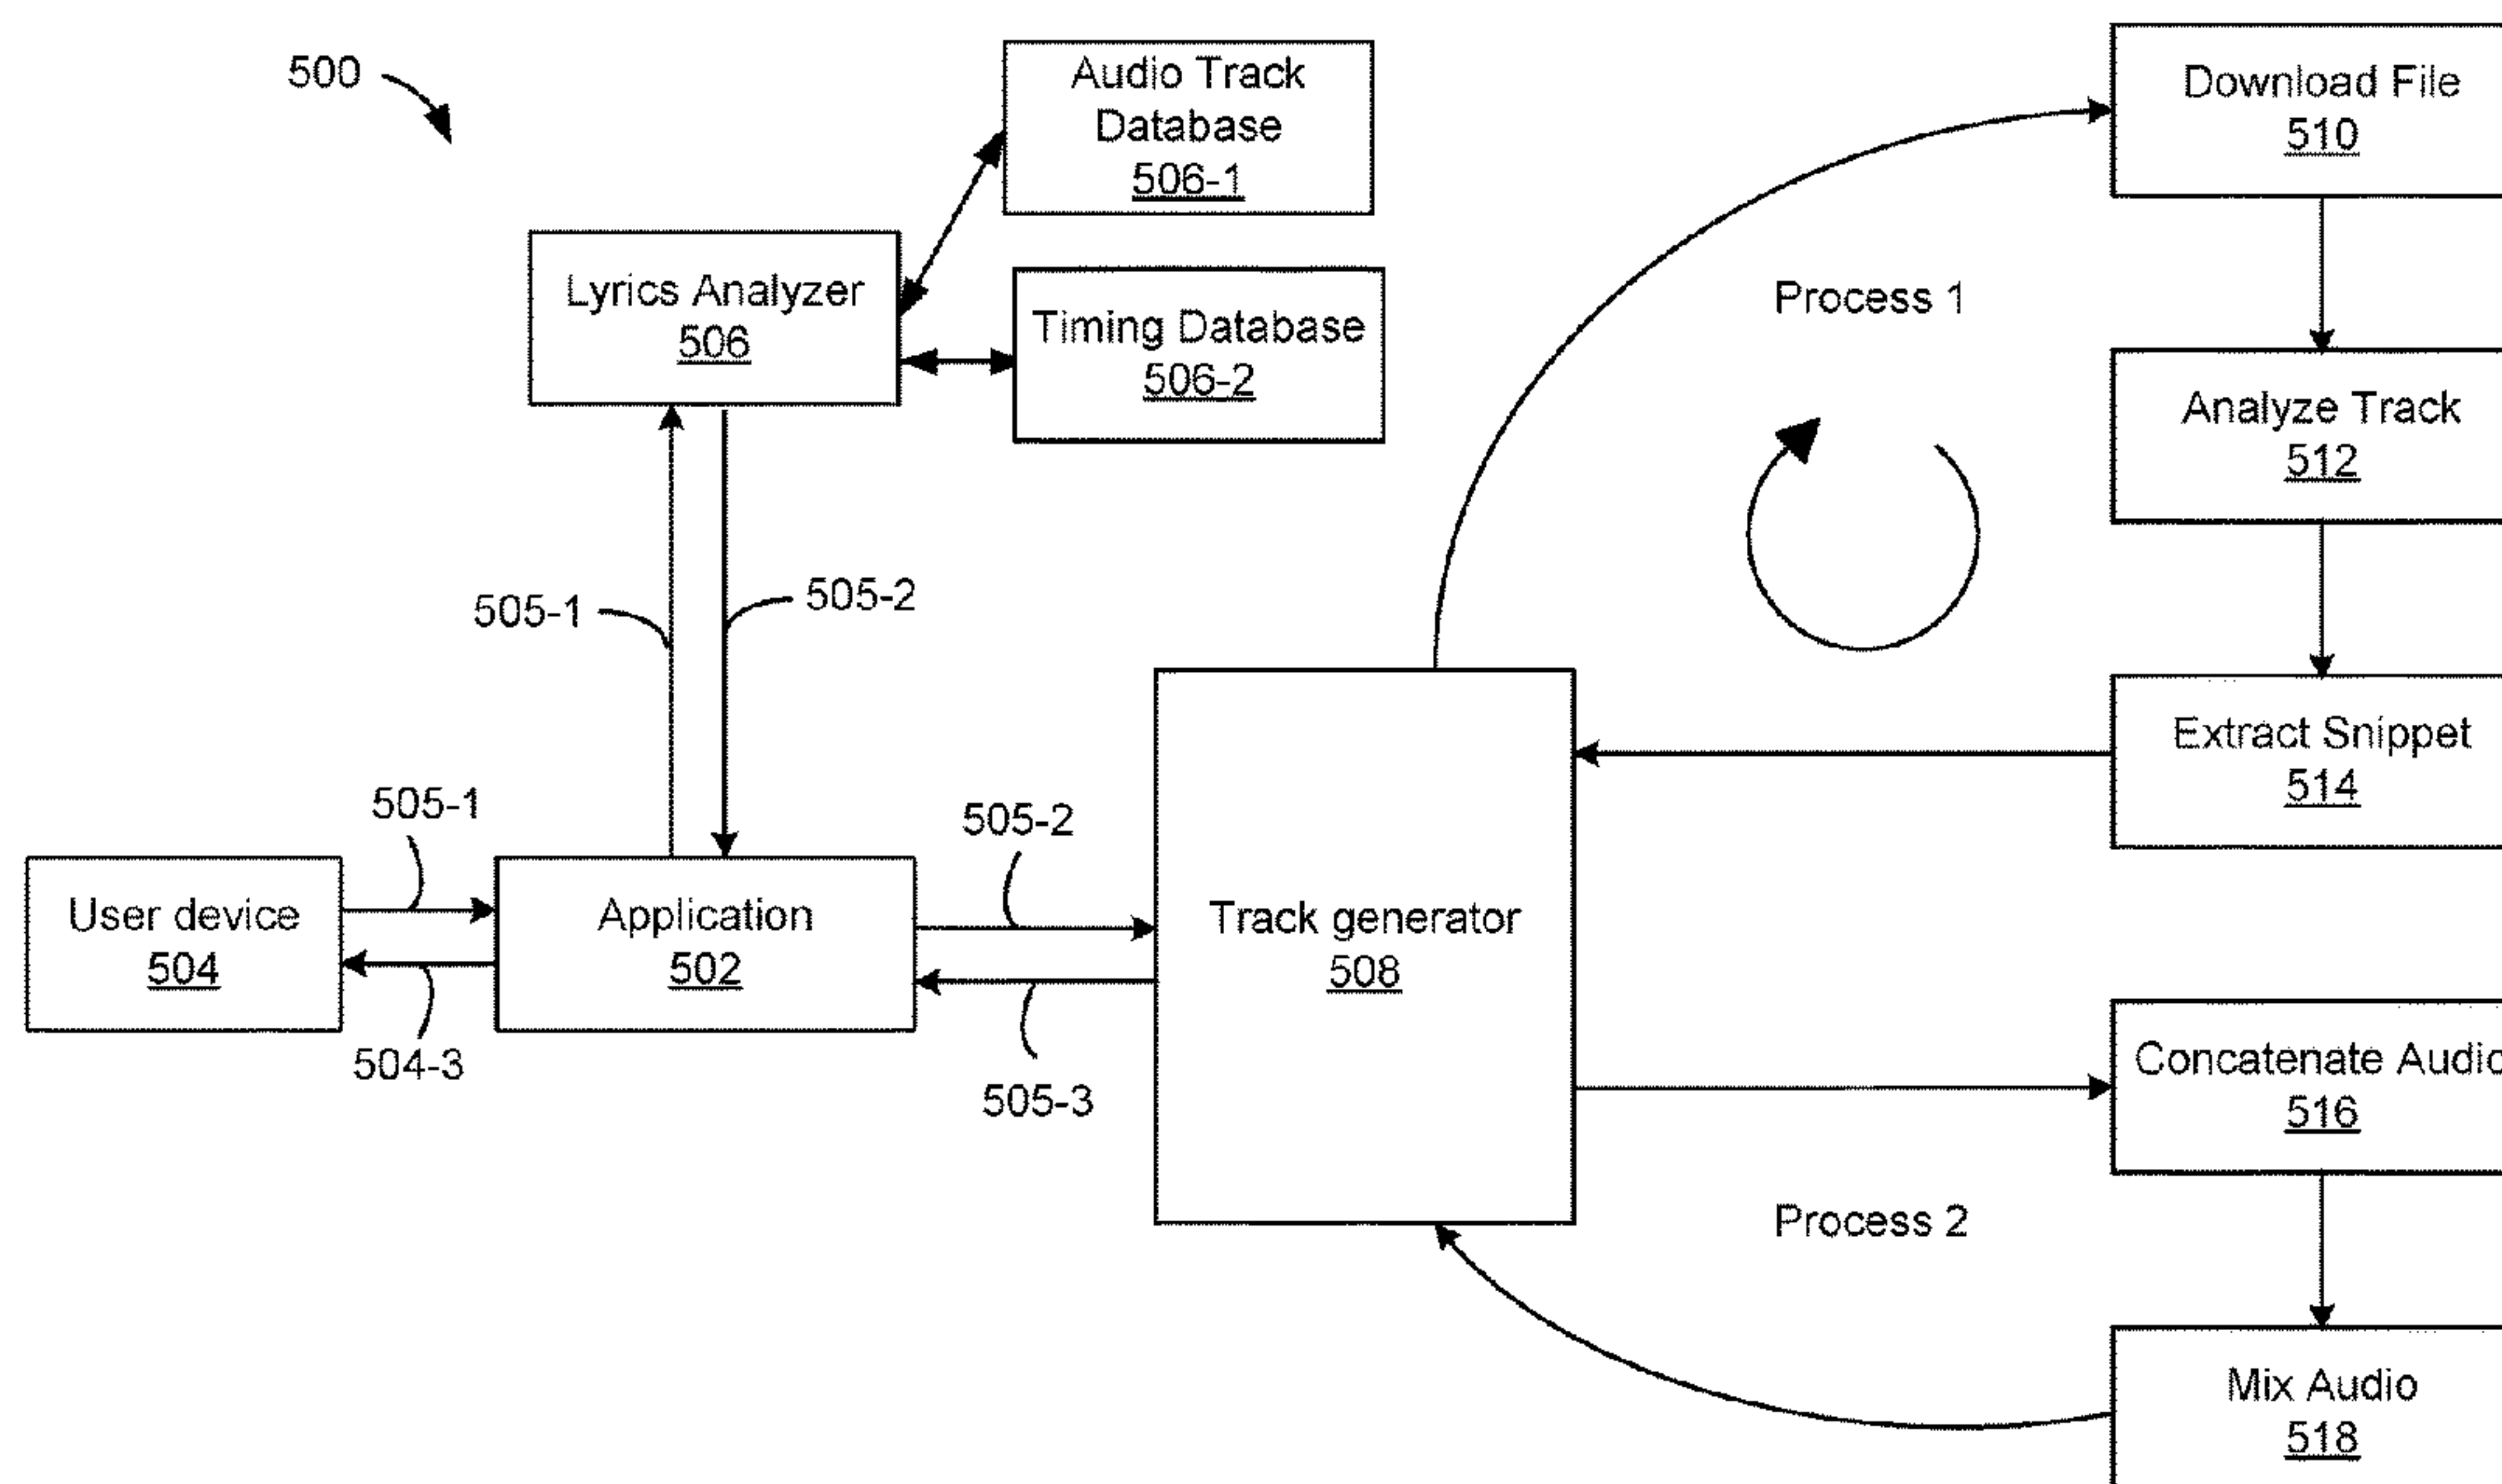 500
Audio Track
Database
506-1
Lyrics Analyzer
506
Timing Database
506-2
505-1
505-2
User device
504
505-1
504-3
Application
502
505-2
505-3
Track generator
508
Process 1
Download File
510
Analyze Track
512
Extract Snippet
514
Process 2
Concatenate Audio
516
Mix Audio
518